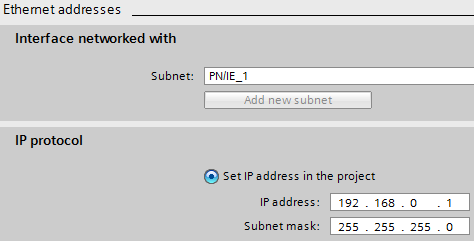 Ethernet addresses
Interface networked with
Subnet: PN/IE_1
Add new subnet
IP protocol
Set IP address in the project
IP address: 192 . 168 . 0 . 1
Subnet mask: 255 . 255 . 255 . 0